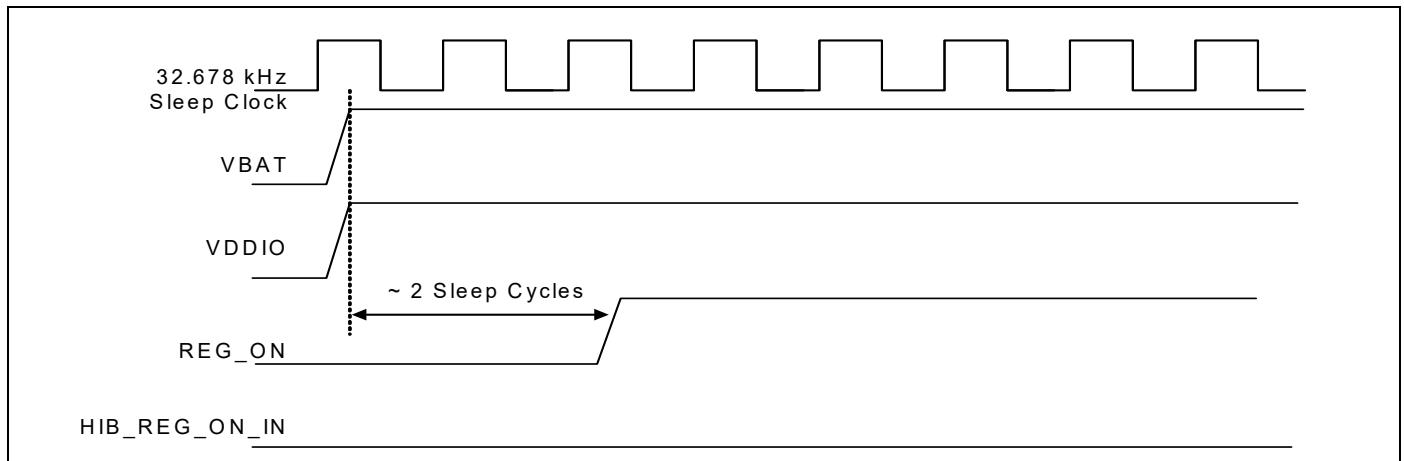 32.678 kHz
Sleep Clock
VBAT
VDDIO
~ 2 Sleep Cycles
REG_ON
HIB_REG_ON_IN